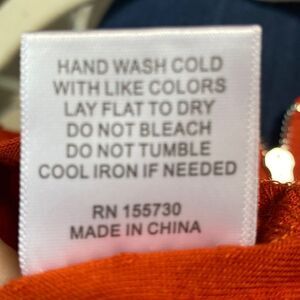 HAND WASH COLD
WITH LIKE COLORS
LAY FLAT TO DRY
DO NOT BLEACH
DO NOT TUMBLE
COOL IRON IF NEEDED
RN 155730
MADE IN CHINA